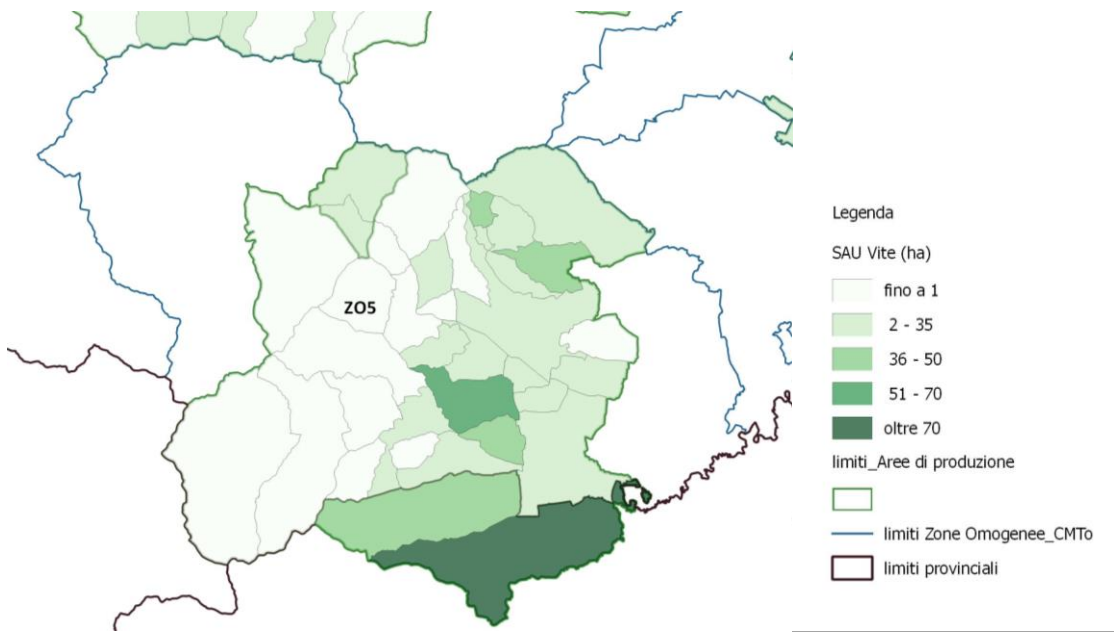 ZO5
Legenda
SAU Vite (ha)
fino a 1
2 - 35
36 - 50
51 - 70
oltre 70
limiti_Aree di produzione
limiti Zone Omogenee_CMTo
limiti provinciali